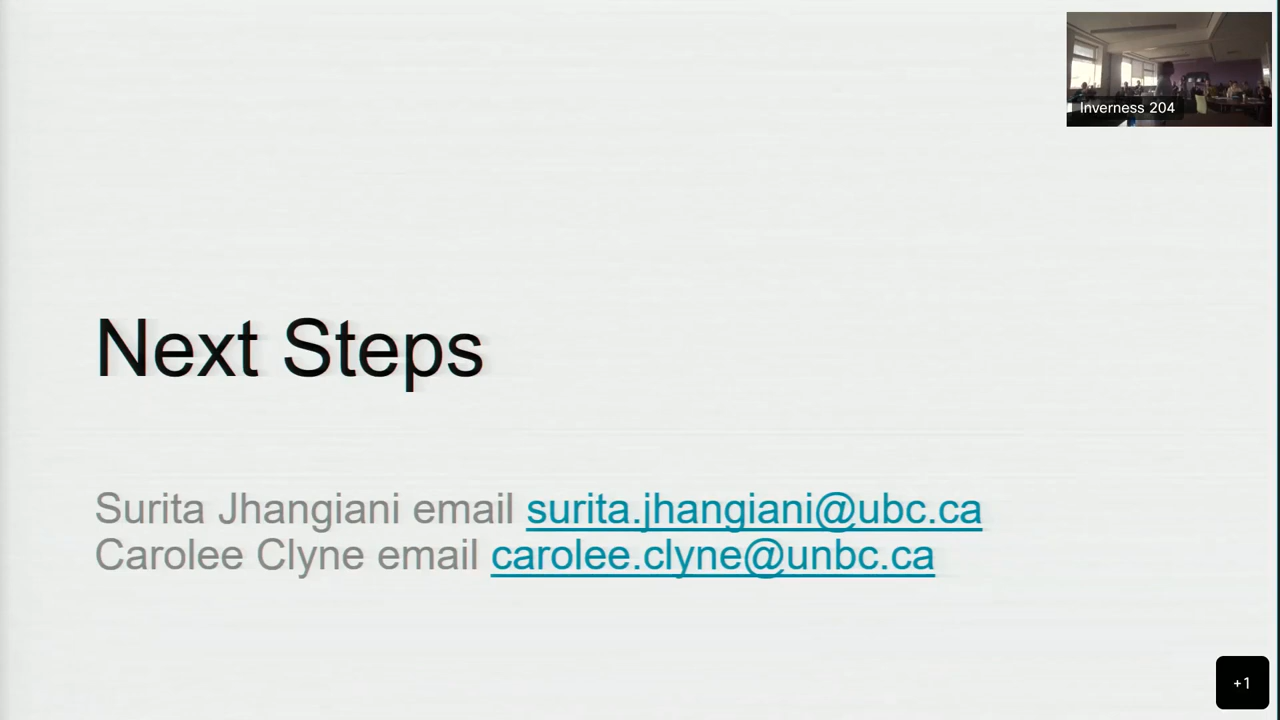 Inverness 204
Next Steps
Surita Jhangiani email surita.jhangiani@ubc.ca
Carolee Clyne email carolee.clyne@unbc.ca
+1